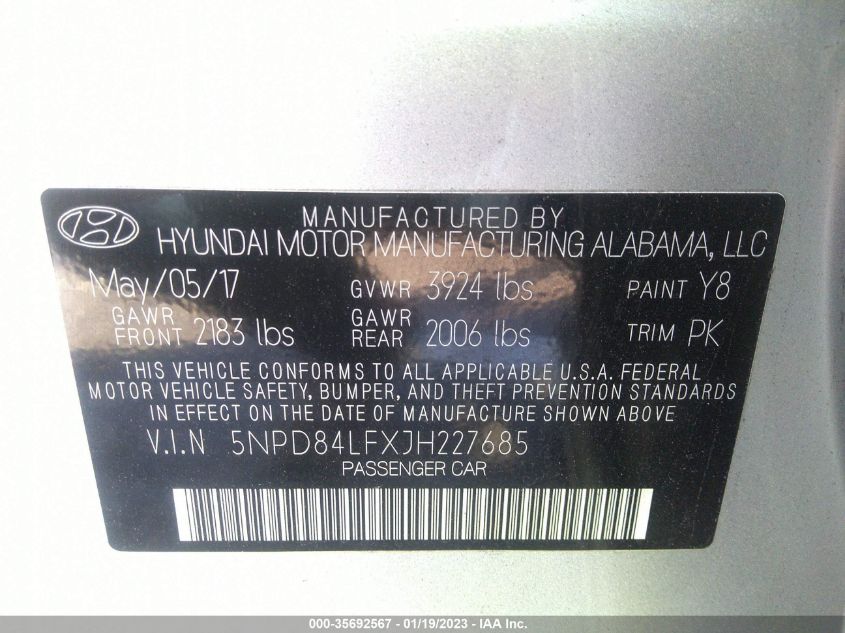 MANUFACTURED BY
HYUNDAI MOTOR MANUFACTURING ALABAMA, LLC
May/05/17 GVWR 3924 lbs PAINT Y8
GAWR FRONT 2183 lbs GAWR REAR 2006 lbs TRIM PK
THIS VEHICLE CONFORMS TO ALL APPLICABLE U.S.A. FEDERAL
MOTOR VEHICLE SAFETY, BUMPER, AND THEFT PREVENTION STANDARDS
IN EFFECT ON THE DATE OF MANUFACTURE SHOWN ABOVE
V.I.N 5NPD84LFXJH227685
PASSENGER CAR
000-35692567 - 01/19/2023 - IAA Inc.